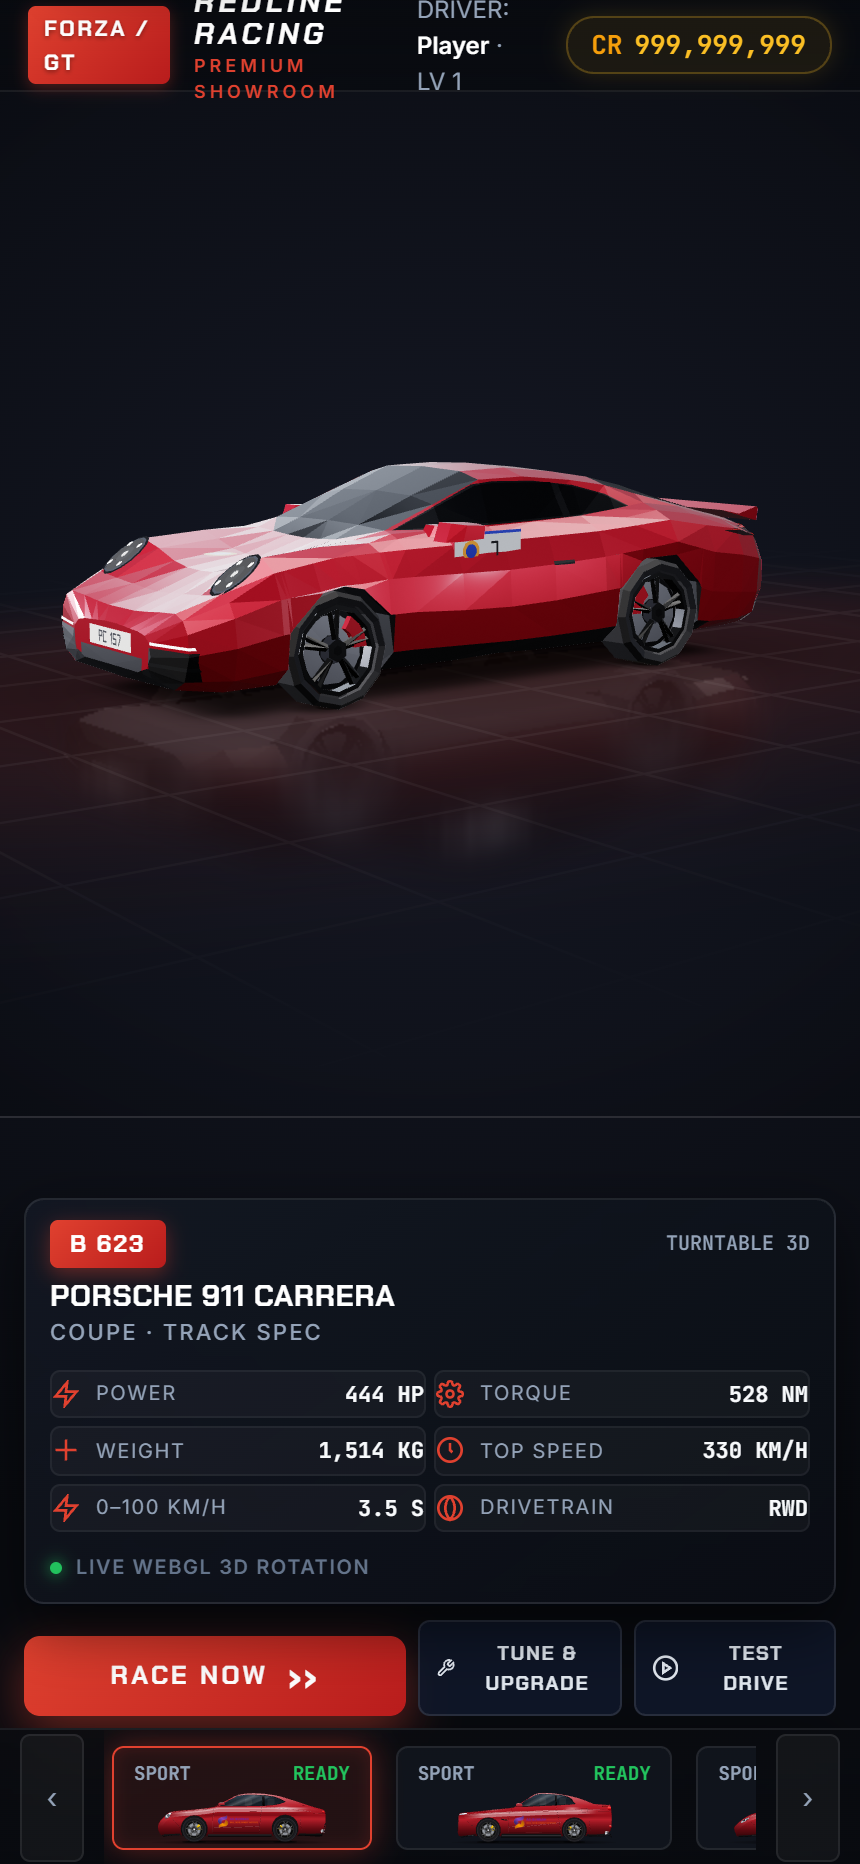 FORZA /
GT
REDLINE
RACING
PREMIUM
SHOWROOM
DRIVER:
Player ·
LV 1
CR 999,999,999
PC 157
B 623
TURNTABLE 3D
PORSCHE 911 CARRERA
COUPE · TRACK SPEC
POWER 444 HP
TORQUE 528 NM
WEIGHT 1,514 KG
TOP SPEED 330 KM/H
0–100 KM/H 3.5 S
DRIVETRAIN RWD
LIVE WEBGL 3D ROTATION
RACE NOW ››
TUNE &
UPGRADE
TEST
DRIVE
‹
SPORT READY
SPORT READY
›